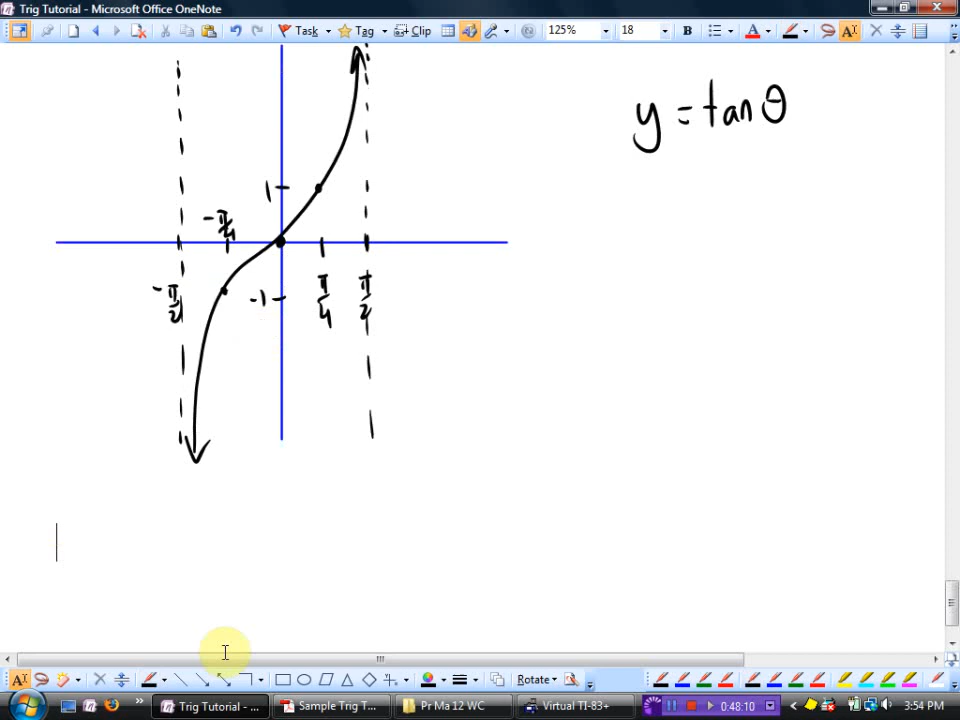 Trig Tutorial - Microsoft Office OneNote
Task
Tag
Clip
125%
18
B
A
A
y = tan θ
1
-π/4
-π/2
-1
π/4
π/2
A
Rotate
Trig Tutorial - ...
Sample Trig T...
Pr Ma 12 WC
Virtual TI-83+
0:48:10
3:54 PM